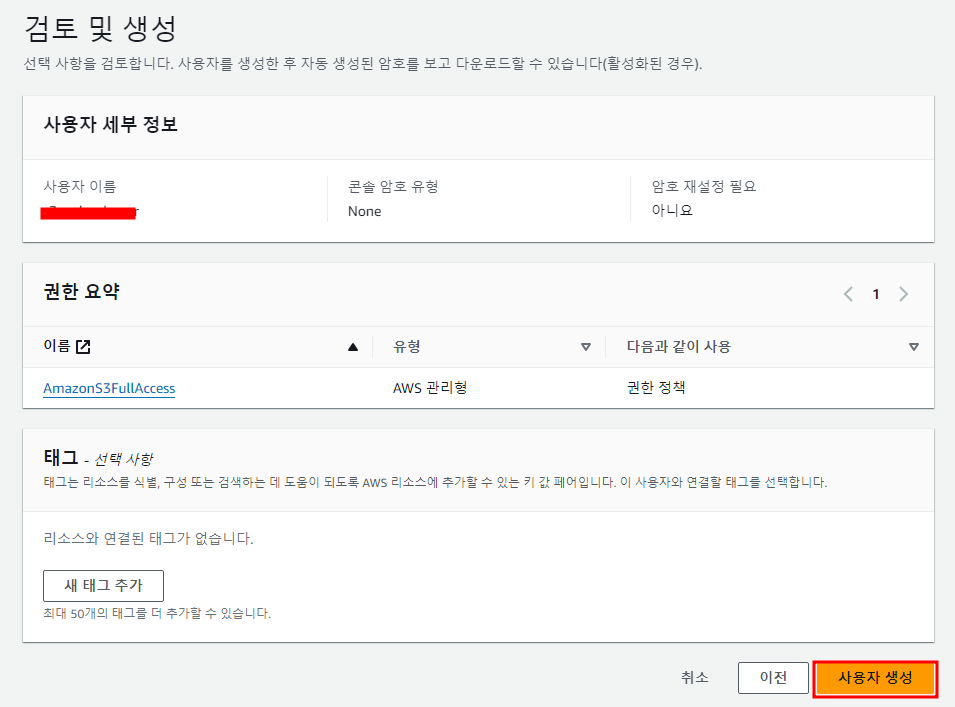 검토 및 생성
선택 사항을 검토합니다. 사용자를 생성한 후 자동 생성된 암호를 보고 다운로드할 수 있습니다(활성화된 경우).
사용자 세부 정보
사용자 이름
콘솔 암호 유형
None
암호 재설정 필요
아니요
권한 요약
1
이름 유형 다음과 같이 사용
AmazonS3FullAccess AWS 관리형 권한 정책
태그 - 선택 사항
태그는 리소스를 식별, 구성 또는 검색하는 데 도움이 되도록 AWS 리소스에 추가할 수 있는 키 값 페어입니다. 이 사용자와 연결할 태그를 선택합니다.
리소스와 연결된 태그가 없습니다.
새 태그 추가
최대 50개의 태그를 더 추가할 수 있습니다.
취소 이전 사용자 생성